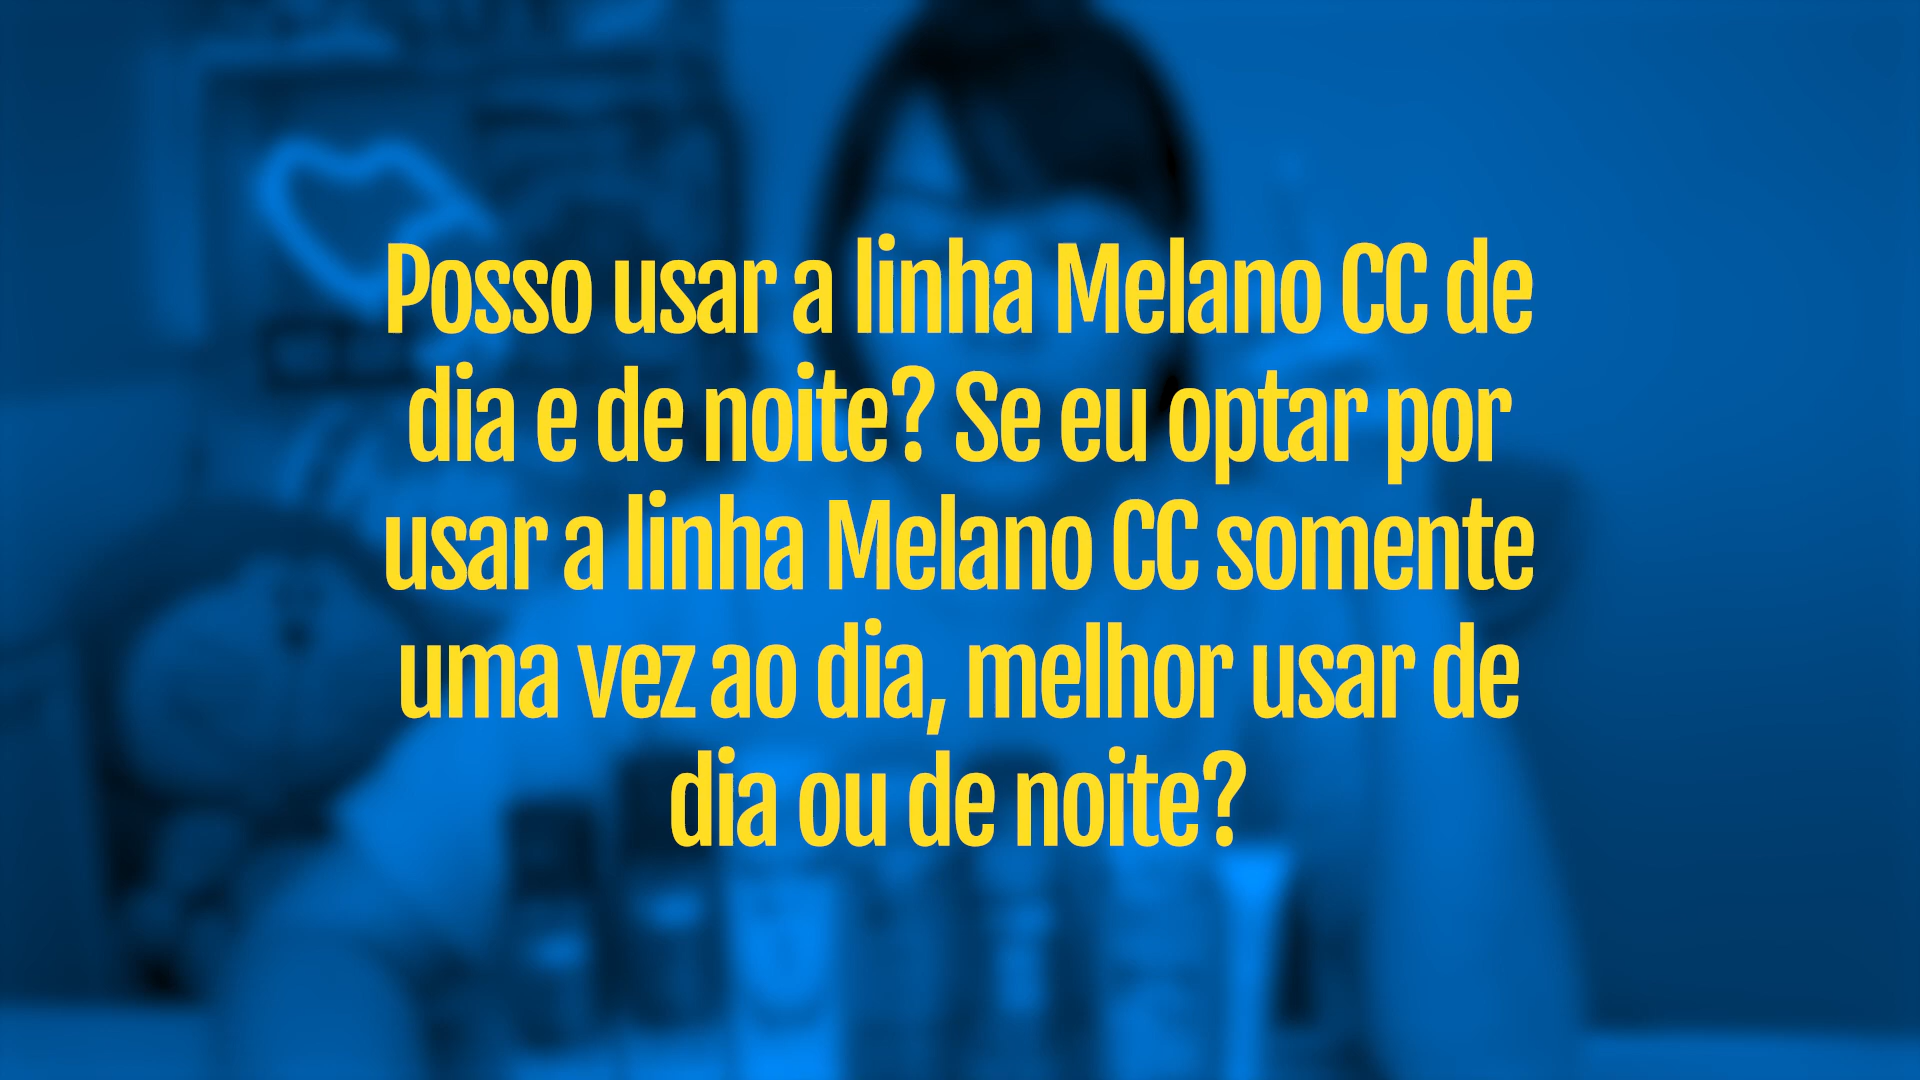 Posso usar a linha Melano CC de
dia e de noite? Se eu optar por
usar a linha Melano CC somente
uma vez ao dia, melhor usar de
dia ou de noite?